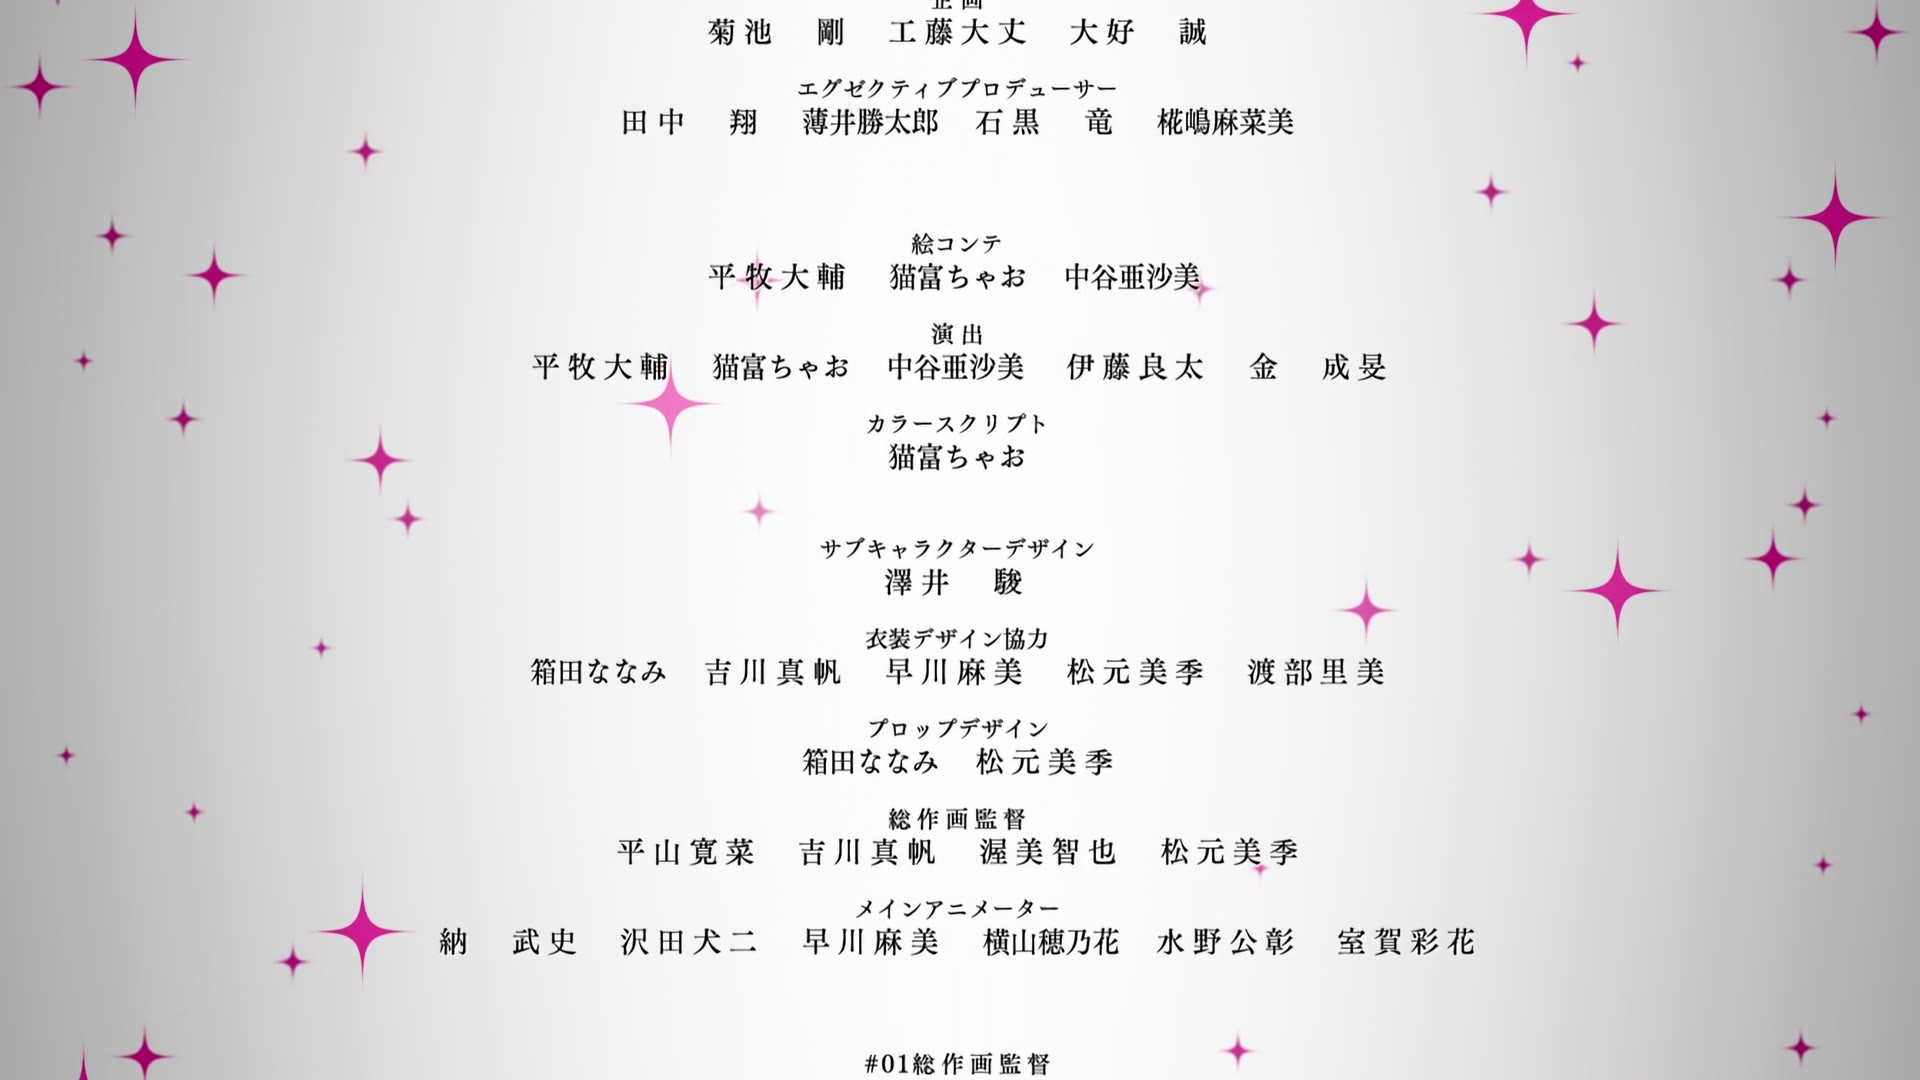 企画
菊池 剛 工藤大丈 大好 誠
エグゼクティブプロデューサー
田中 翔 薄井勝太郎 石黒 竜 椛嶋麻菜美
絵コンテ
平牧大輔 猫富ちゃお 中谷亜沙美
演出
平牧大輔 猫富ちゃお 中谷亜沙美 伊藤良太 金 成旻
カラースクリプト
猫富ちゃお
サブキャラクターデザイン
澤井 駿
衣装デザイン協力
箱田ななみ 吉川真帆 早川麻美 松元美季 渡部里美
プロップデザイン
箱田ななみ 松元美季
総作画監督
平山寛菜 吉川真帆 渥美智也 松元美季
メインアニメーター
納 武史 沢田犬二 早川麻美 横山穂乃花 水野公彰 室賀彩花
#01総作画監督